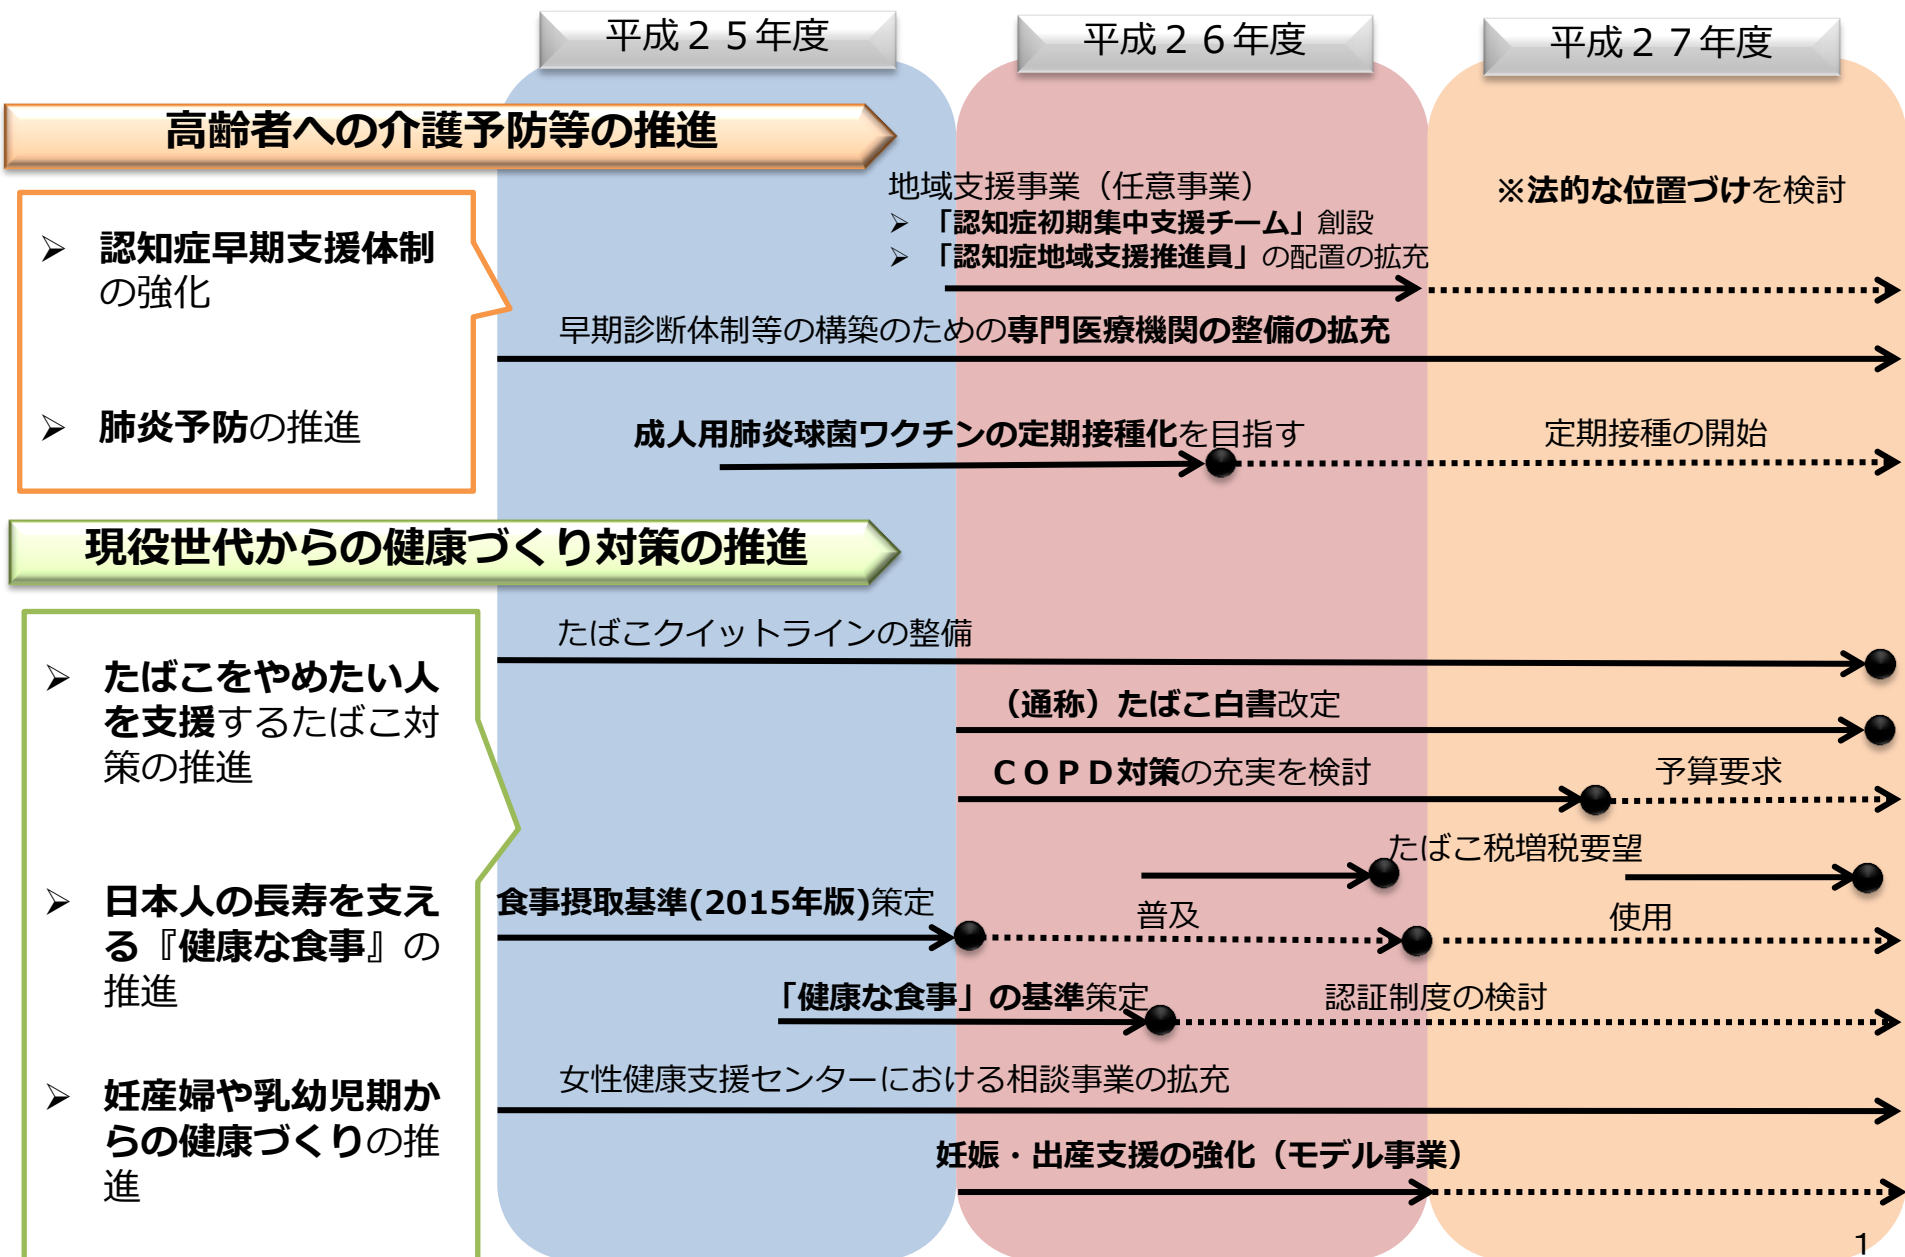 平成２５年度
平成２６年度
平成２７年度
高齢者への介護予防等の推進
➢ 認知症早期支援体制
の強化
地域支援事業（任意事業）
➢ 「認知症初期集中支援チーム」創設
➢ 「認知症地域支援推進員」の配置の拡充
※法的な位置づけを検討
早期診断体制等の構築のための専門医療機関の整備の拡充
➢ 肺炎予防の推進
成人用肺炎球菌ワクチンの定期接種化を目指す
定期接種の開始
現役世代からの健康づくり対策の推進
➢ たばこをやめたい人
を支援するたばこ対
策の推進
たばこクイットラインの整備
（通称）たばこ白書改定
ＣＯＰＤ対策の充実を検討
予算要求
たばこ税増税要望
➢ 日本人の長寿を支え
る『健康な食事』の
推進
食事摂取基準(2015年版)策定
普及
使用
「健康な食事」の基準策定
認証制度の検討
➢ 妊産婦や乳幼児期か
らの健康づくりの推
進
女性健康支援センターにおける相談事業の拡充
妊娠・出産支援の強化（モデル事業）
1